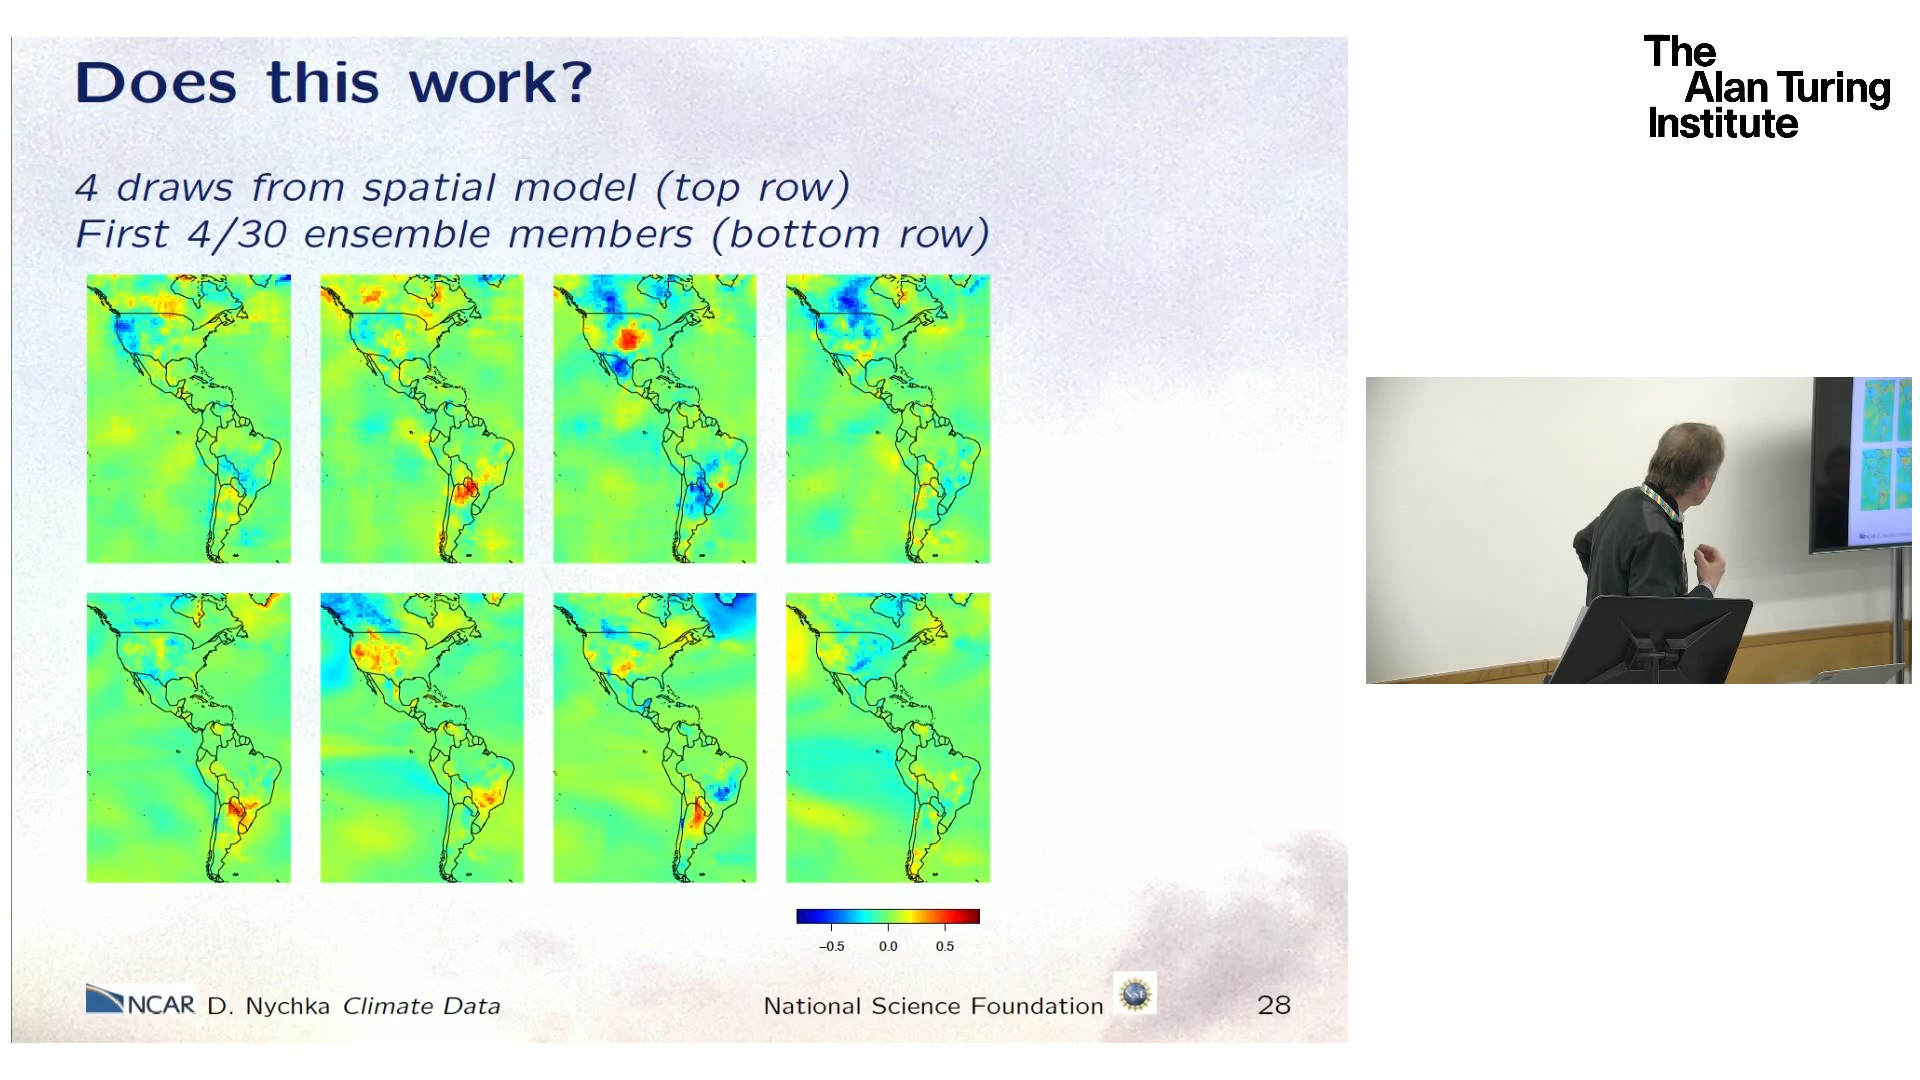 Does this work?
4 draws from spatial model (top row)
First 4/30 ensemble members (bottom row)
−0.5 0.0 0.5
NCAR D. Nychka Climate Data
National Science Foundation
28
The
Alan Turing
Institute